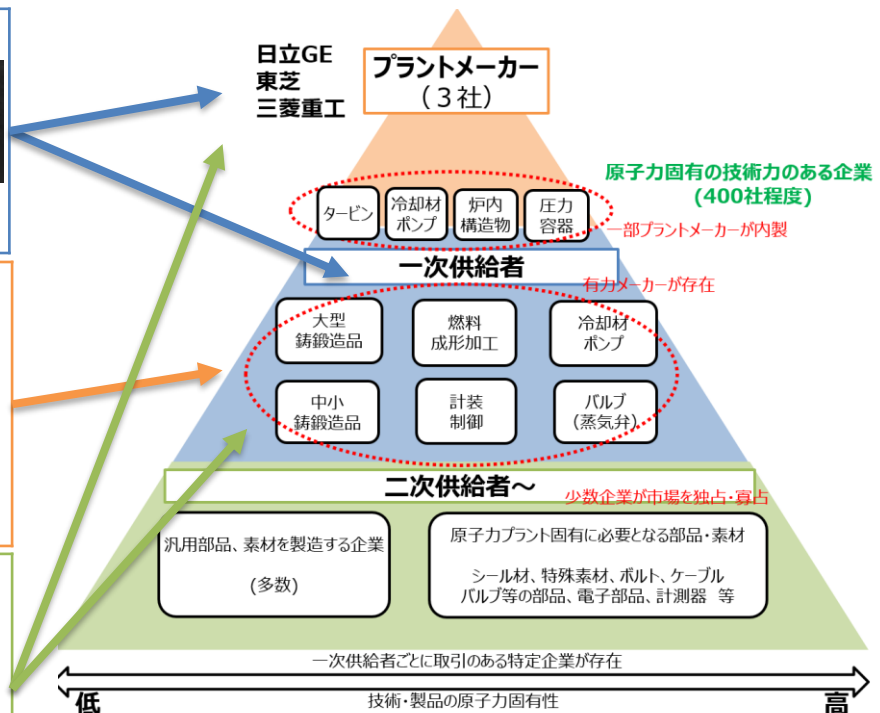 日立GE
東芝
三菱重工
プラントメーカー
（３社）
原子力固有の技術力のある企業
(400社程度)
タービン
冷却材
ポンプ
炉内
構造物
圧力
容器
一部プラントメーカーが内製
一次供給者
有力メーカーが存在
大型
鋳鍛造品
燃料
成形加工
冷却材
ポンプ
中小
鋳鍛造品
計装
制御
バルブ
(蒸気弁)
二次供給者～
少数企業が市場を独占・寡占
汎用部品、素材を製造する企業
(多数)
原子力プラント固有に必要となる部品・素材
シール材、特殊素材、ボルト、ケーブル
バルブ等の部品、電子部品、計測器 等
一次供給者ごとに取引のある特定企業が存在
低
技術・製品の原子力固有性
高